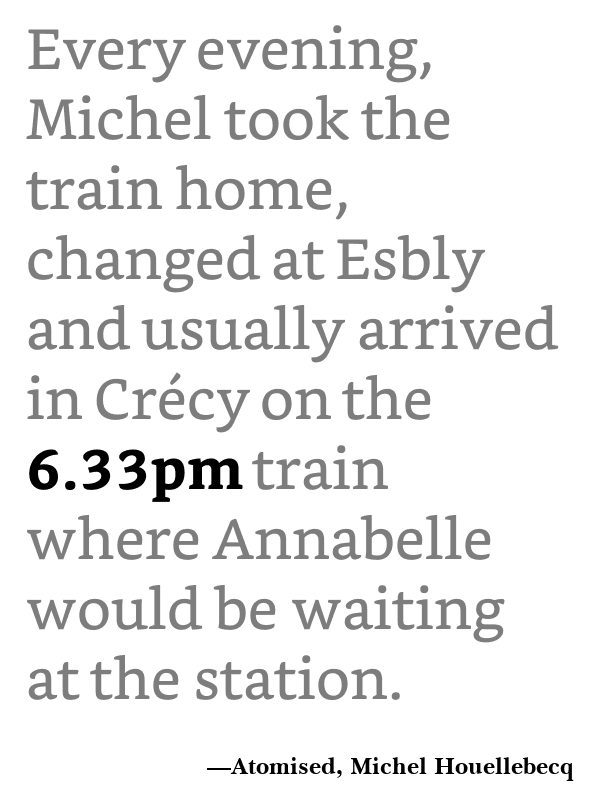 Every evening,
Michel took the
train home,
changed at Esbly
and usually arrived
in Crécy on the
6.33pm train
where Annabelle
would be waiting
at the station.
—Atomised, Michel Houellebecq